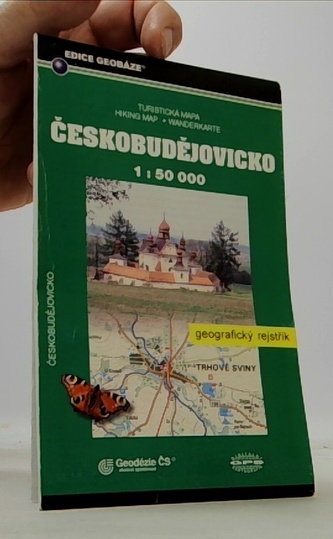 EDICE GEOBÁZE®
TURISTICKÁ MAPA
HIKING MAP • WANDERKARTE
ČESKOBUDĚJOVICKO
1 : 50 000
geografický rejstřík
TRHOVÉ SVINY
ČESKOBUDĚJOVICKO
Geodézie ČS®